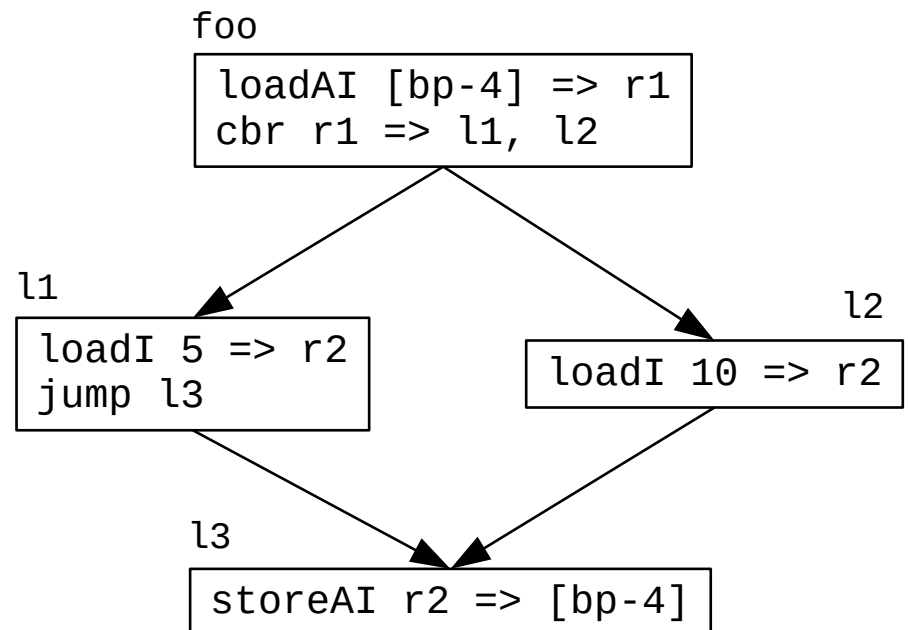 foo
loadAI [bp-4] => r1
cbr r1 => l1, l2
l1
loadI 5 => r2
jump l3
l2
loadI 10 => r2
l3
storeAI r2 => [bp-4]